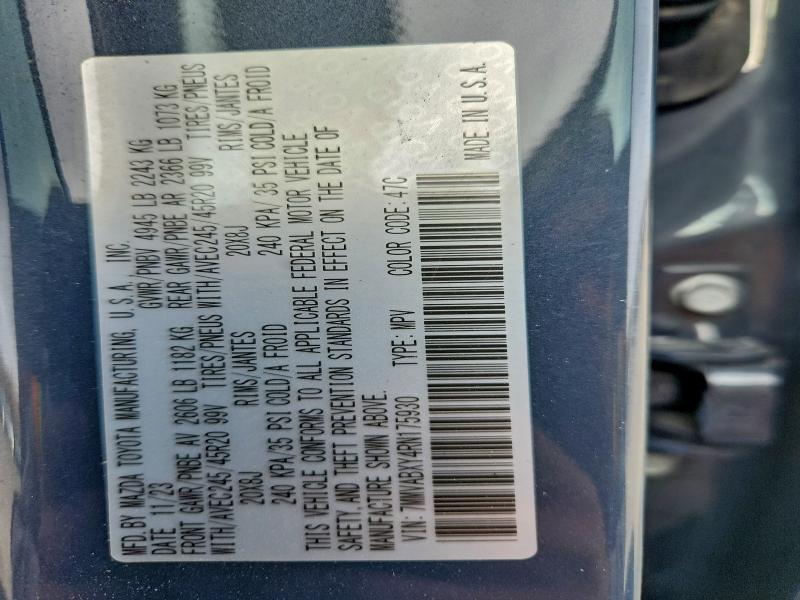 MFD.BY MAZDA TOYOTA MANUFACTURING, U.S.A., INC.
DATE 11/23 GVWR/PNBV 4945 LB 2243 KG
FRONT GAWR/PNBE AV 2606 LB 1182 KG REAR GAWR/PNBE AR 2366 LB 1073 KG
WITH/AVEC245/45R20 99V TIRES/PNEUS WITH/AVEC245/45R20 99V TIRES/PNEUS
20X8J RIMS/JANTES 20X8J RIMS/JANTES
240 KPA/35 PSI COLD/A FROID 240 KPA/35 PSI COLD/A FROID
THIS VEHICLE CONFORMS TO ALL APPLICABLE FEDERAL MOTOR VEHICLE
SAFETY, AND THEFT PREVENTION STANDARDS IN EFFECT ON THE DATE OF
MANUFACTURE SHOWN ABOVE.
VIN: 7MMVABXY4RN175930 TYPE: MPV COLOR CODE: 47C
MADE IN U.S.A.